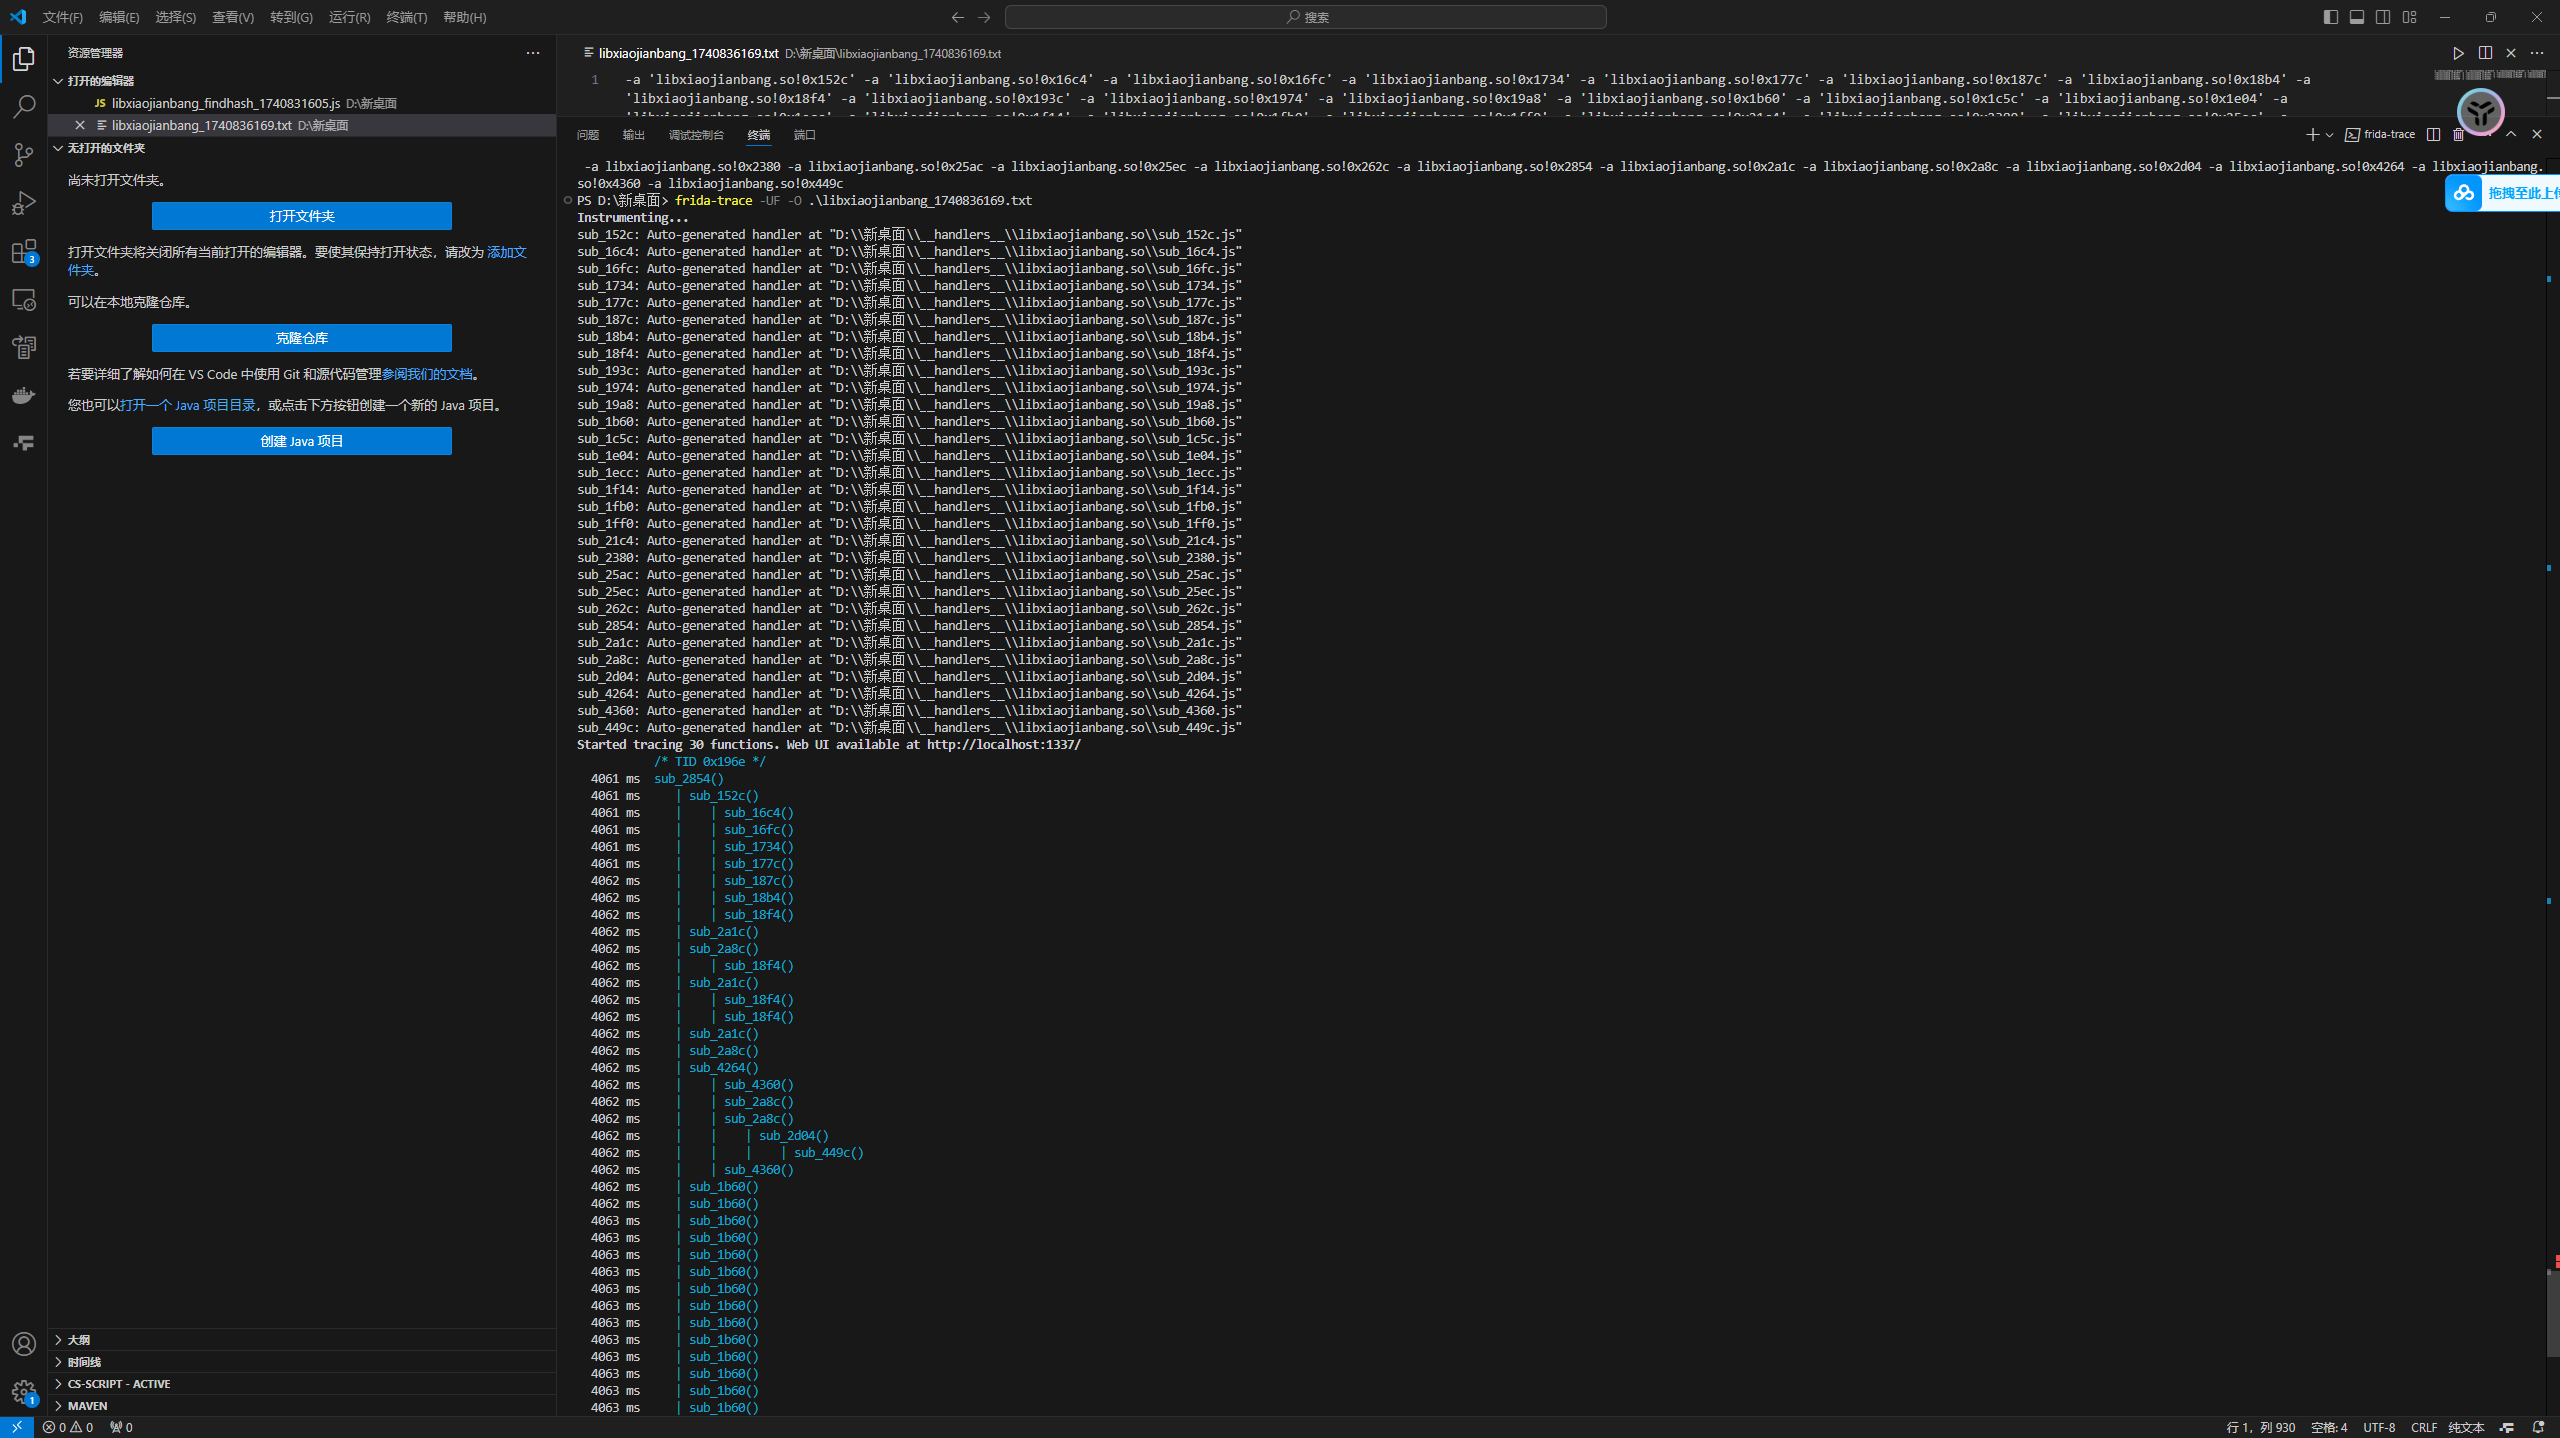 文件(F) 编辑(E) 选择(S) 查看(V) 转到(G) 运行(R) 终端(T) 帮助(H)
搜索
资源管理器
打开的编辑器
JS libxiaojianbang_findhash_1740831605.js D:\新桌面
libxiaojianbang_1740836169.txt D:\新桌面
无打开的文件夹
尚未打开文件夹。
打开文件夹
打开文件夹将关闭所有当前打开的编辑器。要使其保持打开状态，请改为 添加文
件夹。
可以在本地克隆仓库。
克隆仓库
若要详细了解如何在 VS Code 中使用 Git 和源代码管理参阅我们的文档。
您也可以打开一个 Java 项目目录，或点击下方按钮创建一个新的 Java 项目。
创建 Java 项目
3
大纲
时间线
CS-SCRIPT - ACTIVE
MAVEN
1
libxiaojianbang_1740836169.txt D:\新桌面\libxiaojianbang_1740836169.txt
1 -a 'libxiaojianbang.so!0x152c' -a 'libxiaojianbang.so!0x16c4' -a 'libxiaojianbang.so!0x16fc' -a 'libxiaojianbang.so!0x1734' -a 'libxiaojianbang.so!0x177c' -a 'libxiaojianbang.so!0x187c' -a 'libxiaojianbang.so!0x18b4' -a
'libxiaojianbang.so!0x18f4' -a 'libxiaojianbang.so!0x193c' -a 'libxiaojianbang.so!0x1974' -a 'libxiaojianbang.so!0x19a8' -a 'libxiaojianbang.so!0x1b60' -a 'libxiaojianbang.so!0x1c5c' -a 'libxiaojianbang.so!0x1e04' -a
问题 输出 调试控制台 终端 端口
frida-trace
拖拽至此上
-a libxiaojianbang.so!0x2380 -a libxiaojianbang.so!0x25ac -a libxiaojianbang.so!0x25ec -a libxiaojianbang.so!0x262c -a libxiaojianbang.so!0x2854 -a libxiaojianbang.so!0x2a1c -a libxiaojianbang.so!0x2a8c -a libxiaojianbang.so!0x2d04 -a libxiaojianbang.so!0x4264 -a libxiaojianbang.
so!0x4360 -a libxiaojianbang.so!0x449c
PS D:\新桌面> frida-trace -UF -O .\libxiaojianbang_1740836169.txt
Instrumenting...
sub_152c: Auto-generated handler at "D:\\新桌面\\__handlers__\\libxiaojianbang.so\\sub_152c.js"
sub_16c4: Auto-generated handler at "D:\\新桌面\\__handlers__\\libxiaojianbang.so\\sub_16c4.js"
sub_16fc: Auto-generated handler at "D:\\新桌面\\__handlers__\\libxiaojianbang.so\\sub_16fc.js"
sub_1734: Auto-generated handler at "D:\\新桌面\\__handlers__\\libxiaojianbang.so\\sub_1734.js"
sub_177c: Auto-generated handler at "D:\\新桌面\\__handlers__\\libxiaojianbang.so\\sub_177c.js"
sub_187c: Auto-generated handler at "D:\\新桌面\\__handlers__\\libxiaojianbang.so\\sub_187c.js"
sub_18b4: Auto-generated handler at "D:\\新桌面\\__handlers__\\libxiaojianbang.so\\sub_18b4.js"
sub_18f4: Auto-generated handler at "D:\\新桌面\\__handlers__\\libxiaojianbang.so\\sub_18f4.js"
sub_193c: Auto-generated handler at "D:\\新桌面\\__handlers__\\libxiaojianbang.so\\sub_193c.js"
sub_1974: Auto-generated handler at "D:\\新桌面\\__handlers__\\libxiaojianbang.so\\sub_1974.js"
sub_19a8: Auto-generated handler at "D:\\新桌面\\__handlers__\\libxiaojianbang.so\\sub_19a8.js"
sub_1b60: Auto-generated handler at "D:\\新桌面\\__handlers__\\libxiaojianbang.so\\sub_1b60.js"
sub_1c5c: Auto-generated handler at "D:\\新桌面\\__handlers__\\libxiaojianbang.so\\sub_1c5c.js"
sub_1e04: Auto-generated handler at "D:\\新桌面\\__handlers__\\libxiaojianbang.so\\sub_1e04.js"
sub_1ecc: Auto-generated handler at "D:\\新桌面\\__handlers__\\libxiaojianbang.so\\sub_1ecc.js"
sub_1f14: Auto-generated handler at "D:\\新桌面\\__handlers__\\libxiaojianbang.so\\sub_1f14.js"
sub_1fb0: Auto-generated handler at "D:\\新桌面\\__handlers__\\libxiaojianbang.so\\sub_1fb0.js"
sub_1ff0: Auto-generated handler at "D:\\新桌面\\__handlers__\\libxiaojianbang.so\\sub_1ff0.js"
sub_21c4: Auto-generated handler at "D:\\新桌面\\__handlers__\\libxiaojianbang.so\\sub_21c4.js"
sub_2380: Auto-generated handler at "D:\\新桌面\\__handlers__\\libxiaojianbang.so\\sub_2380.js"
sub_25ac: Auto-generated handler at "D:\\新桌面\\__handlers__\\libxiaojianbang.so\\sub_25ac.js"
sub_25ec: Auto-generated handler at "D:\\新桌面\\__handlers__\\libxiaojianbang.so\\sub_25ec.js"
sub_262c: Auto-generated handler at "D:\\新桌面\\__handlers__\\libxiaojianbang.so\\sub_262c.js"
sub_2854: Auto-generated handler at "D:\\新桌面\\__handlers__\\libxiaojianbang.so\\sub_2854.js"
sub_2a1c: Auto-generated handler at "D:\\新桌面\\__handlers__\\libxiaojianbang.so\\sub_2a1c.js"
sub_2a8c: Auto-generated handler at "D:\\新桌面\\__handlers__\\libxiaojianbang.so\\sub_2a8c.js"
sub_2d04: Auto-generated handler at "D:\\新桌面\\__handlers__\\libxiaojianbang.so\\sub_2d04.js"
sub_4264: Auto-generated handler at "D:\\新桌面\\__handlers__\\libxiaojianbang.so\\sub_4264.js"
sub_4360: Auto-generated handler at "D:\\新桌面\\__handlers__\\libxiaojianbang.so\\sub_4360.js"
sub_449c: Auto-generated handler at "D:\\新桌面\\__handlers__\\libxiaojianbang.so\\sub_449c.js"
Started tracing 30 functions. Web UI available at http://localhost:1337/
/* TID 0x196e */
4061 ms sub_2854()
4061 ms | sub_152c()
4061 ms | | sub_16c4()
4061 ms | | sub_16fc()
4061 ms | | sub_1734()
4061 ms | | sub_177c()
4062 ms | | sub_187c()
4062 ms | | sub_18b4()
4062 ms | | sub_18f4()
4062 ms | sub_2a1c()
4062 ms | sub_2a8c()
4062 ms | | sub_18f4()
4062 ms | sub_2a1c()
4062 ms | | sub_18f4()
4062 ms | | sub_18f4()
4062 ms | sub_2a1c()
4062 ms | sub_2a8c()
4062 ms | sub_4264()
4062 ms | | sub_4360()
4062 ms | | sub_2a8c()
4062 ms | | sub_2a8c()
4062 ms | | | sub_2d04()
4062 ms | | | | sub_449c()
4062 ms | | sub_4360()
4062 ms | sub_1b60()
4062 ms | sub_1b60()
4063 ms | sub_1b60()
4063 ms | sub_1b60()
4063 ms | sub_1b60()
4063 ms | sub_1b60()
4063 ms | sub_1b60()
4063 ms | sub_1b60()
4063 ms | sub_1b60()
4063 ms | sub_1b60()
4063 ms | sub_1b60()
4063 ms | sub_1b60()
4063 ms | sub_1b60()
4063 ms | sub_1b60()
0 0 0
行 1，列 930 空格: 4 UTF-8 CRLF 纯文本